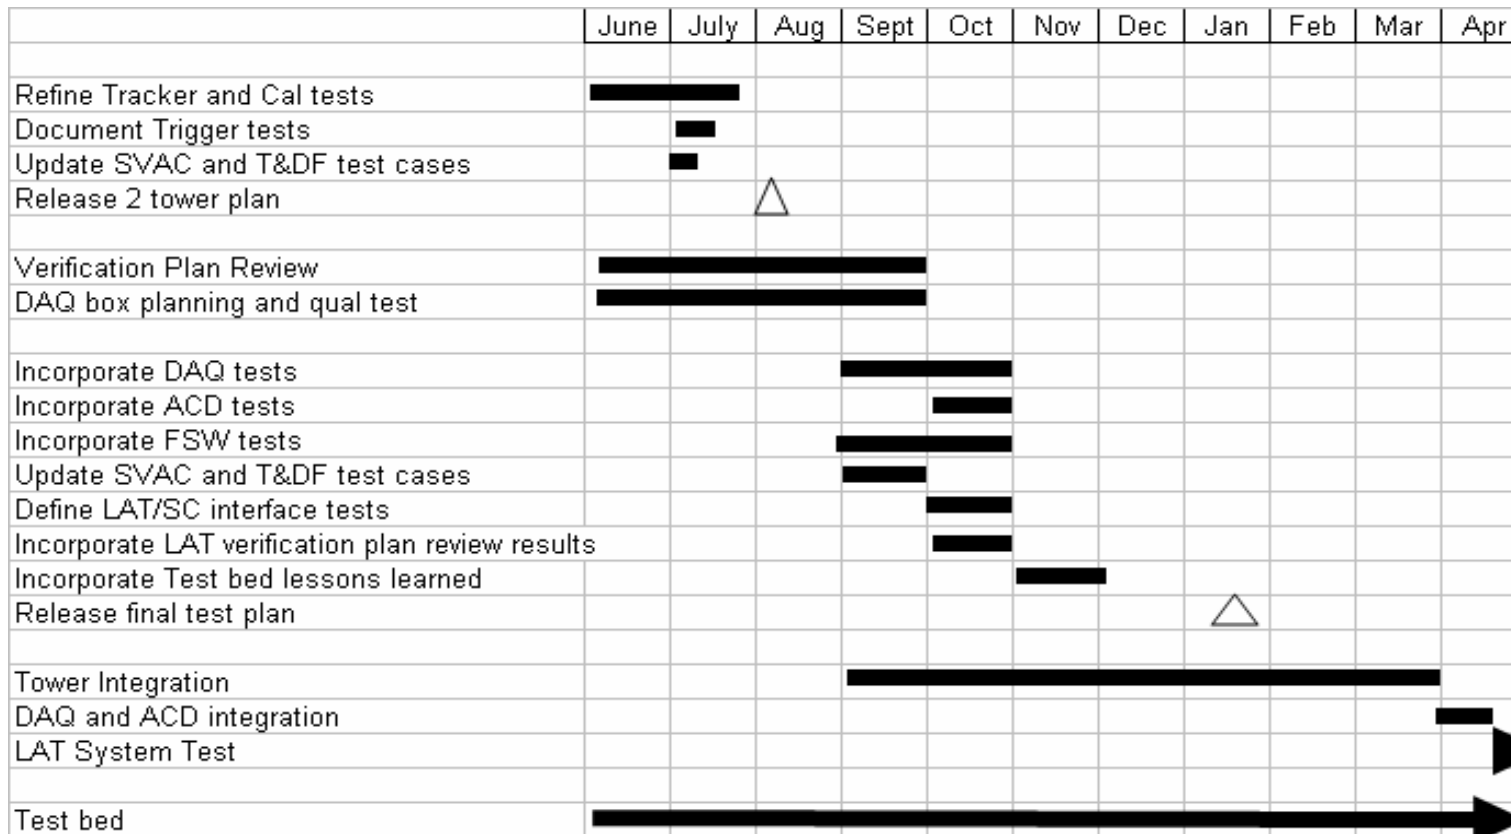 June July Aug Sept Oct Nov Dec Jan Feb Mar Apr
Refine Tracker and Cal tests
Document Trigger tests
Update SVAC and T&DF test cases
Release 2 tower plan
Verification Plan Review
DAQ box planning and qual test
Incorporate DAQ tests
Incorporate ACD tests
Incorporate FSW tests
Update SVAC and T&DF test cases
Define LAT/SC interface tests
Incorporate LAT verification plan review results
Incorporate Test bed lessons learned
Release final test plan
Tower Integration
DAQ and ACD integration
LAT System Test
Test bed